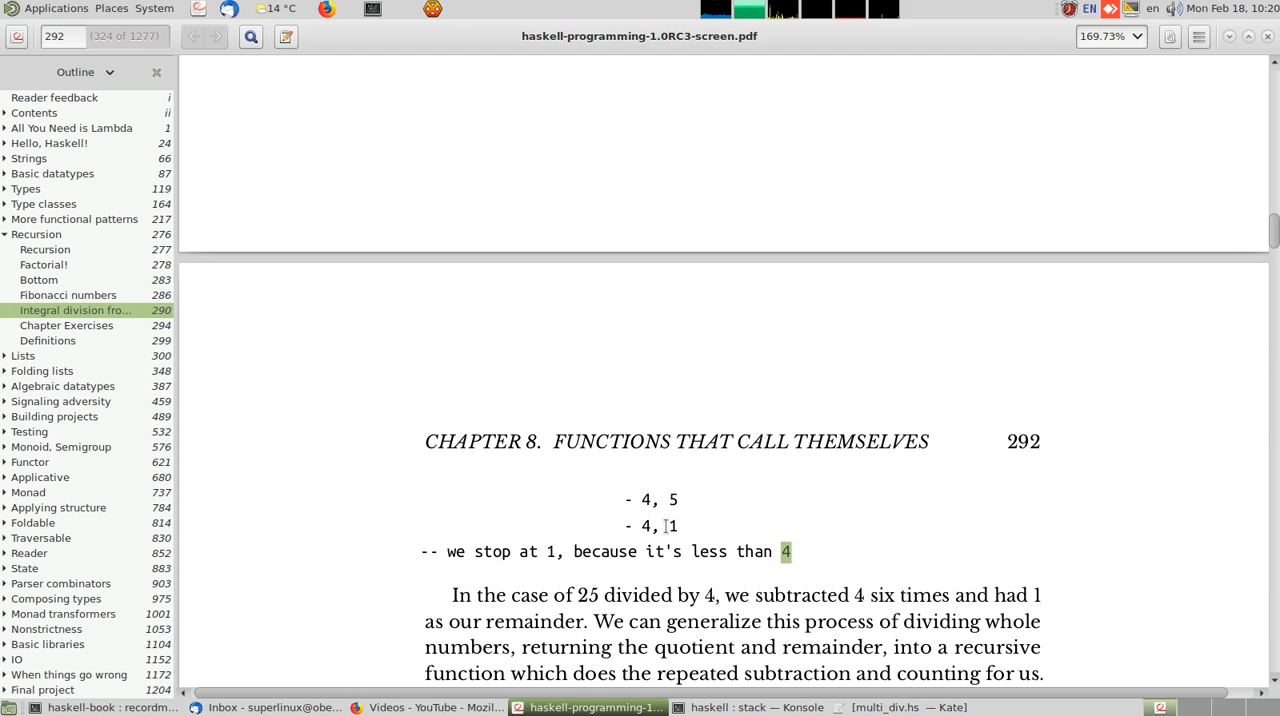 Applications Places System 14 °C EN en Mon Feb 18, 10:20
292 (324 of 1277) haskell-programming-1.0RC3-screen.pdf 169.73%
Outline
Reader feedback i
Contents ii
All You Need is Lambda 1
Hello, Haskell! 24
Strings 66
Basic datatypes 87
Types 119
Type classes 164
More functional patterns 217
Recursion 276
Recursion 277
Factorial! 278
Bottom 283
Fibonacci numbers 286
Integral division fro... 290
Chapter Exercises 294
Definitions 299
Lists 300
Folding lists 348
Algebraic datatypes 387
Signaling adversity 459
Building projects 489
Testing 532
Monoid, Semigroup 576
Functor 621
Applicative 680
Monad 737
Applying structure 784
Foldable 814
Traversable 830
Reader 852
State 883
Parser combinators 903
Composing types 975
Monad transformers 1001
Nonstrictness 1053
Basic libraries 1104
IO 1152
When things go wrong 1172
Final project 1204
CHAPTER 8. FUNCTIONS THAT CALL THEMSELVES 292
- 4, 5
- 4, 1
-- we stop at 1, because it's less than 4
In the case of 25 divided by 4, we subtracted 4 six times and had 1
as our remainder. We can generalize this process of dividing whole
numbers, returning the quotient and remainder, into a recursive
function which does the repeated subtraction and counting for us.
haskell-book : recordm... Inbox - superlinux@obe... Videos - YouTube - Mozil... haskell-programming-1.... haskell : stack — Konsole [multi_div.hs — Kate]